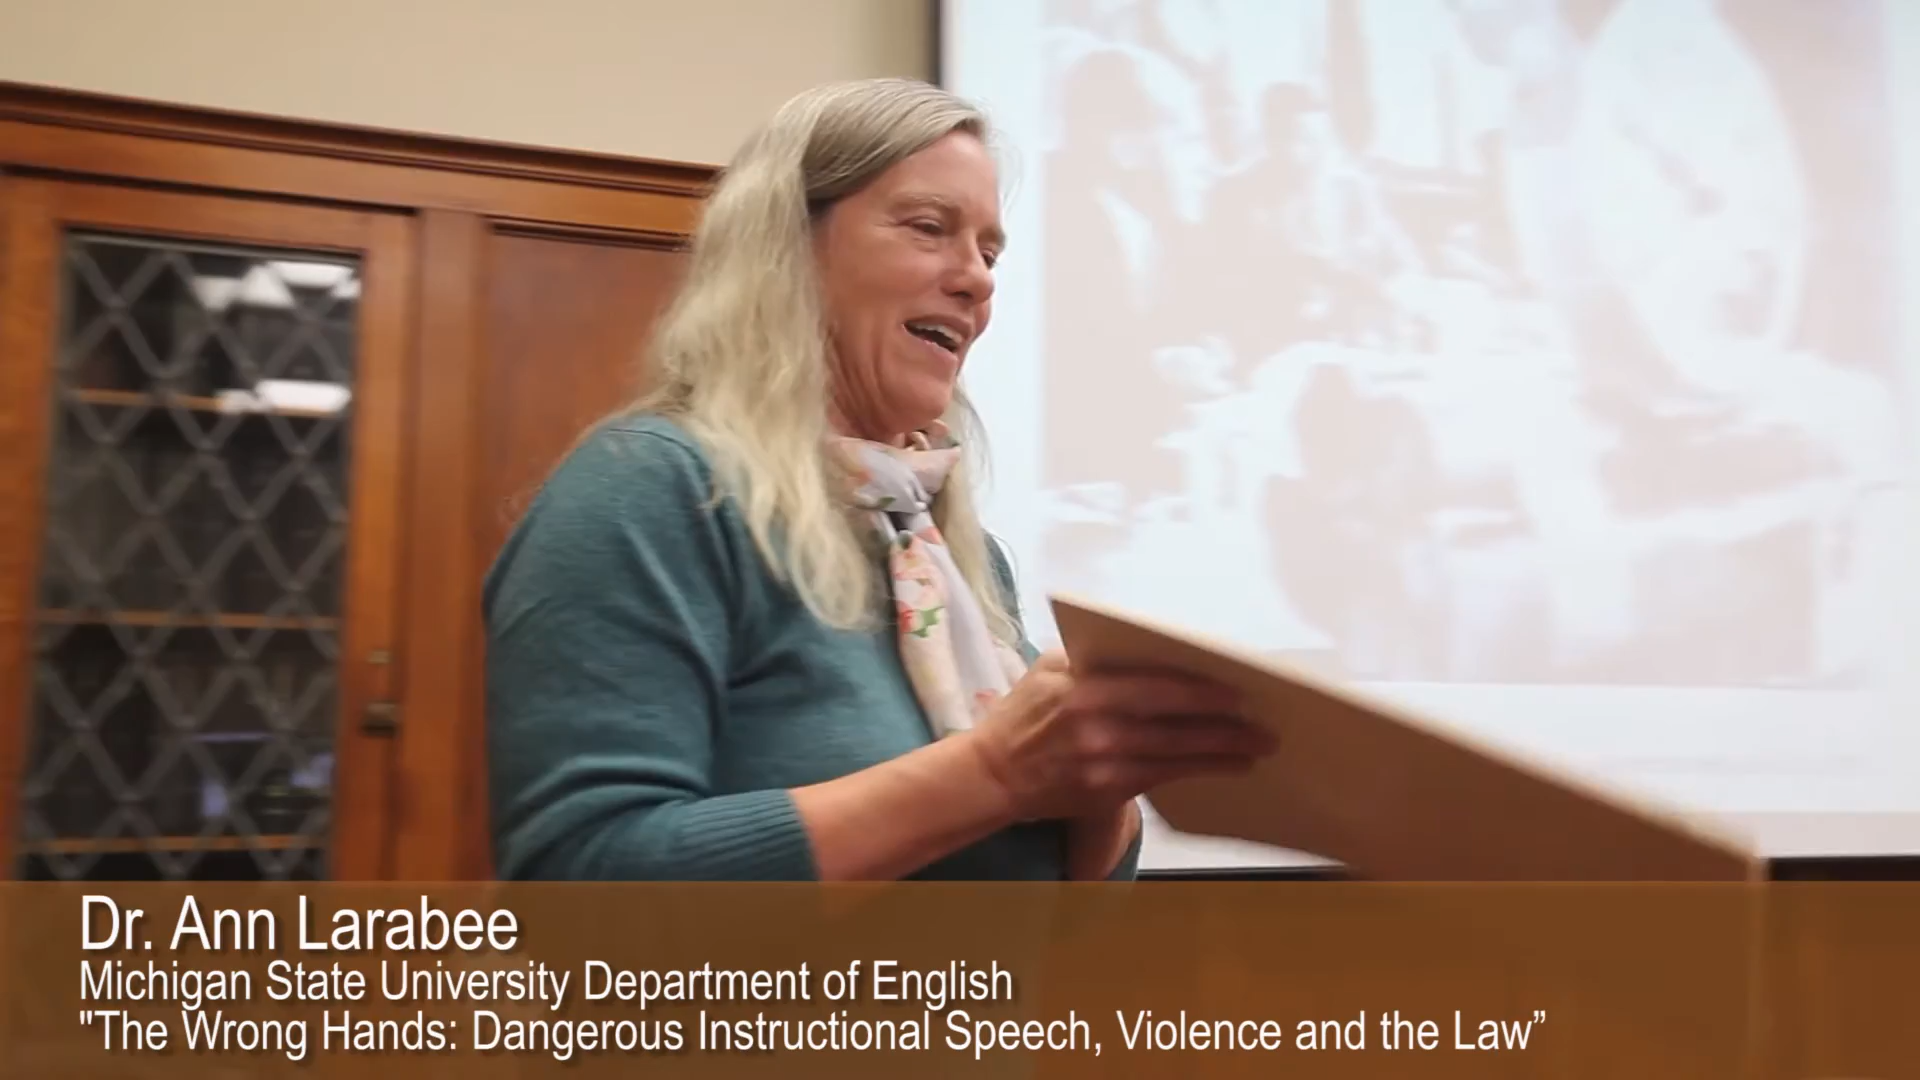 Dr. Ann Larabee
Michigan State University Department of English
"The Wrong Hands: Dangerous Instructional Speech, Violence and the Law”